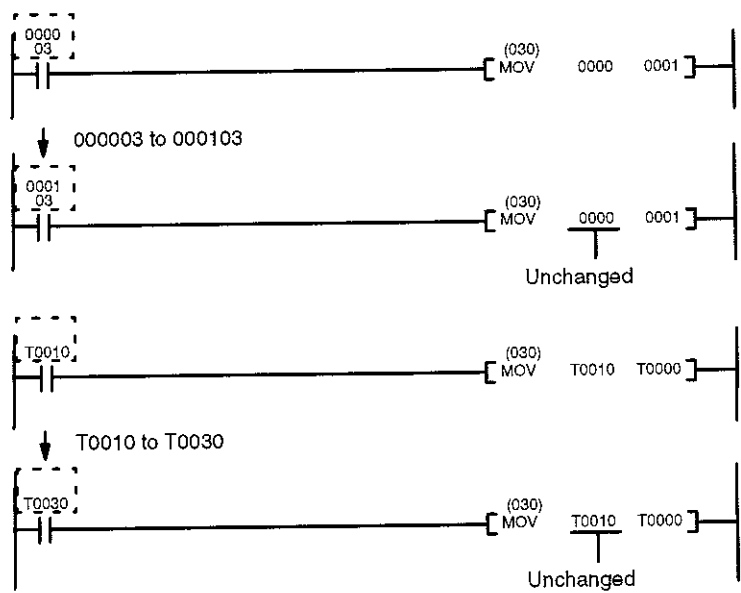 0000
03
(030)
MOV 0000 0001
000003 to 000103
0001
03
(030)
MOV 0000 0001
Unchanged
T0010
(030)
MOV T0010 T0000
T0010 to T0030
T0030
(030)
MOV T0010 T0000
Unchanged